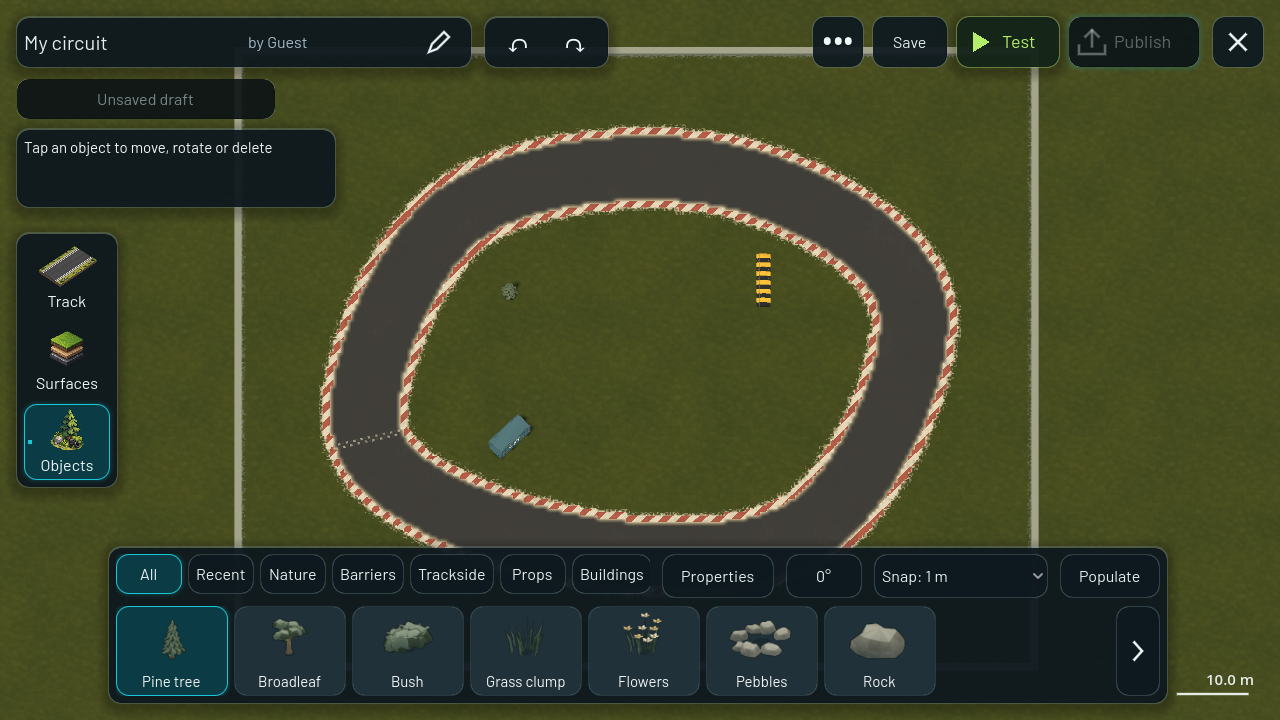 My circuit
by Guest
Save
Test
Publish
Unsaved draft
Tap an object to move, rotate or delete
Track
Surfaces
Objects
All
Recent
Nature
Barriers
Trackside
Props
Buildings
Properties
0°
Snap: 1 m
Populate
Pine tree
Broadleaf
Bush
Grass clump
Flowers
Pebbles
Rock
10.0 m